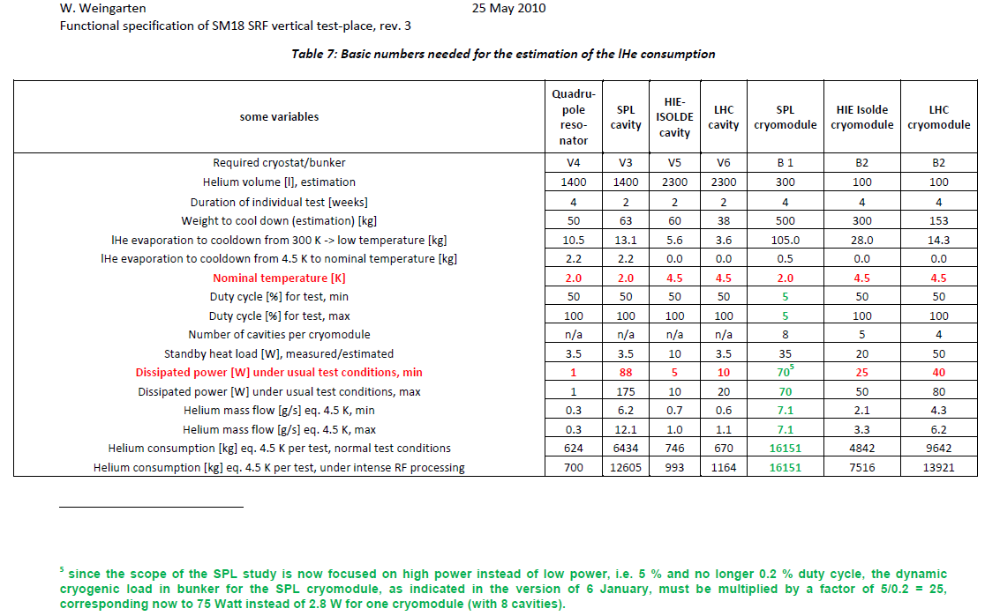 W. Weingarten 25 May 2010
Functional specification of SM18 SRF vertical test-place, rev. 3
Table 7: Basic numbers needed for the estimation of the lHe consumption
some variables | Quadru-pole reso-nator | SPL cavity | HIE-ISOLDE cavity | LHC cavity | SPL cryomodule | HIE Isolde cryomodule | LHC cryomodule
Required cryostat/bunker | V4 | V3 | V5 | V6 | B 1 | B2 | B2
Helium volume [l], estimation | 1400 | 1400 | 2300 | 2300 | 300 | 100 | 100
Duration of individual test [weeks] | 4 | 2 | 2 | 2 | 4 | 4 | 4
Weight to cool down (estimation) [kg] | 50 | 63 | 60 | 38 | 500 | 300 | 153
lHe evaporation to cooldown from 300 K -> low temperature [kg] | 10.5 | 13.1 | 5.6 | 3.6 | 105.0 | 28.0 | 14.3
lHe evaporation to cooldown from 4.5 K to nominal temperature [kg] | 2.2 | 2.2 | 0.0 | 0.0 | 0.5 | 0.0 | 0.0
Nominal temperature [K] | 2.0 | 2.0 | 4.5 | 4.5 | 2.0 | 4.5 | 4.5
Duty cycle [%] for test, min | 50 | 50 | 50 | 50 | 5 | 50 | 50
Duty cycle [%] for test, max | 100 | 100 | 100 | 100 | 5 | 100 | 100
Number of cavities per cryomodule | n/a | n/a | n/a | n/a | 8 | 5 | 4
Standby heat load [W], measured/estimated | 3.5 | 3.5 | 10 | 3.5 | 35 | 20 | 50
Dissipated power [W] under usual test conditions, min | 1 | 88 | 5 | 10 | 70⁵ | 25 | 40
Dissipated power [W] under usual test conditions, max | 1 | 175 | 10 | 20 | 70 | 50 | 80
Helium mass flow [g/s] eq. 4.5 K, min | 0.3 | 6.2 | 0.7 | 0.6 | 7.1 | 2.1 | 4.3
Helium mass flow [g/s] eq. 4.5 K, max | 0.3 | 12.1 | 1.0 | 1.1 | 7.1 | 3.3 | 6.2
Helium consumption [kg] eq. 4.5 K per test, normal test conditions | 624 | 6434 | 746 | 670 | 16151 | 4842 | 9642
Helium consumption [kg] eq. 4.5 K per test, under intense RF processing | 700 | 12605 | 993 | 1164 | 16151 | 7516 | 13921
⁵ since the scope of the SPL study is now focused on high power instead of low power, i.e. 5 % and no longer 0.2 % duty cycle, the dynamic
cryogenic load in bunker for the SPL cryomodule, as indicated in the version of 6 January, must be multiplied by a factor of 5/0.2 = 25,
corresponding now to 75 Watt instead of 2.8 W for one cryomodule (with 8 cavities).